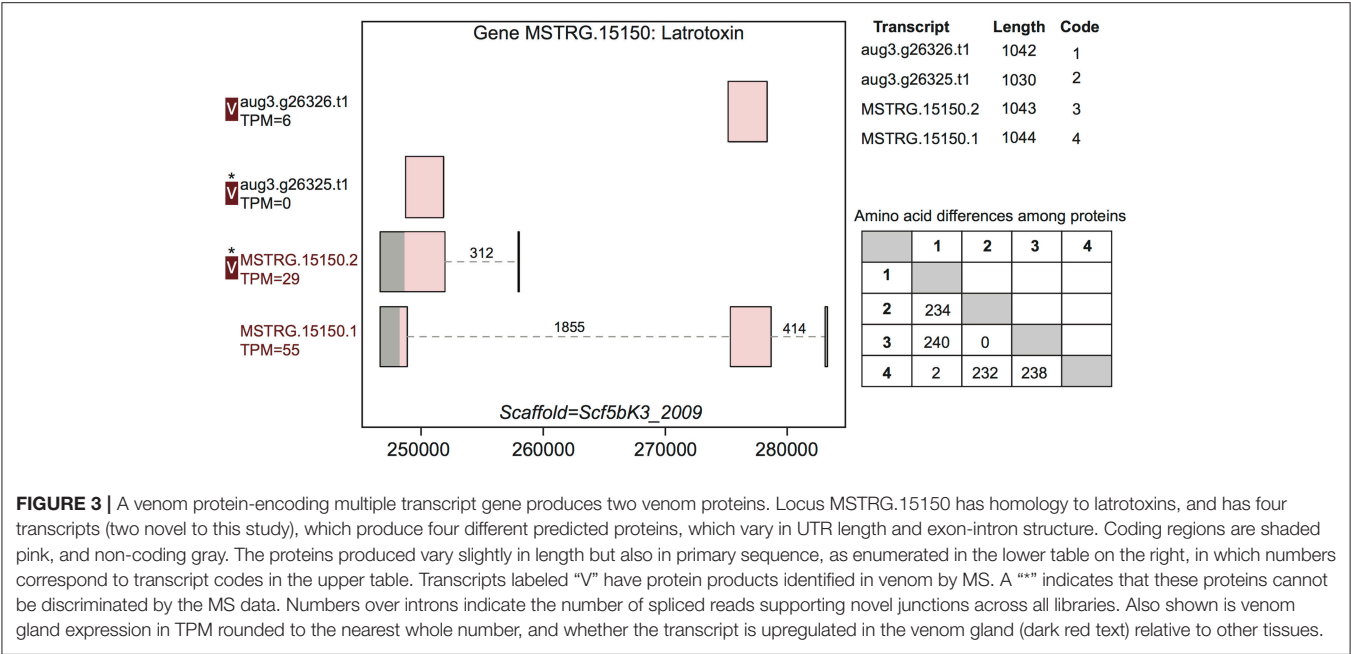 Gene MSTRG.15150: Latrotoxin
V aug3.g26326.t1
TPM=6
*
V aug3.g26325.t1
TPM=0
*
V MSTRG.15150.2
TPM=29
312
MSTRG.15150.1
TPM=55
1855
414
Scaffold=Scf5bK3_2009
250000 260000 270000 280000
Transcript Length Code
aug3.g26326.t1 1042 1
aug3.g26325.t1 1030 2
MSTRG.15150.2 1043 3
MSTRG.15150.1 1044 4
Amino acid differences among proteins
1 2 3 4
1
2 234
3 240 0
4 2 232 238
FIGURE 3 | A venom protein-encoding multiple transcript gene produces two venom proteins. Locus MSTRG.15150 has homology to latrotoxins, and has four
transcripts (two novel to this study), which produce four different predicted proteins, which vary in UTR length and exon-intron structure. Coding regions are shaded
pink, and non-coding gray. The proteins produced vary slightly in length but also in primary sequence, as enumerated in the lower table on the right, in which numbers
correspond to transcript codes in the upper table. Transcripts labeled “V” have protein products identified in venom by MS. A “*” indicates that these proteins cannot
be discriminated by the MS data. Numbers over introns indicate the number of spliced reads supporting novel junctions across all libraries. Also shown is venom
gland expression in TPM rounded to the nearest whole number, and whether the transcript is upregulated in the venom gland (dark red text) relative to other tissues.